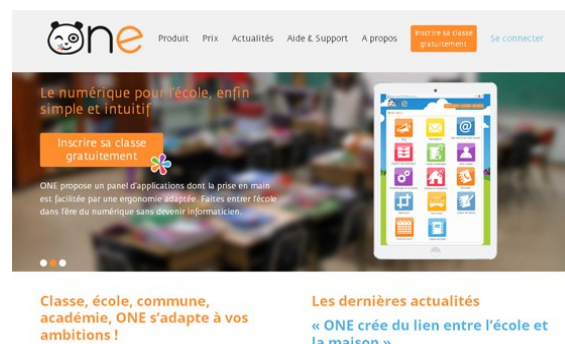 One
Produit Prix Actualités Aide & Support A propos
Inscrire sa classe
gratuitement
Se connecter
Le numérique pour l'école, enfin
simple et intuitif
Inscrire sa classe
gratuitement
ONE propose un panel d'applications dont la prise en main
est facilitée par une ergonomie adaptée. Faites entrer l'école
dans l'ère du numérique sans devenir informaticien.
Classe, école, commune,
académie, ONE s'adapte à vos
ambitions !
Les dernières actualités
« ONE crée du lien entre l'école et
la maison »